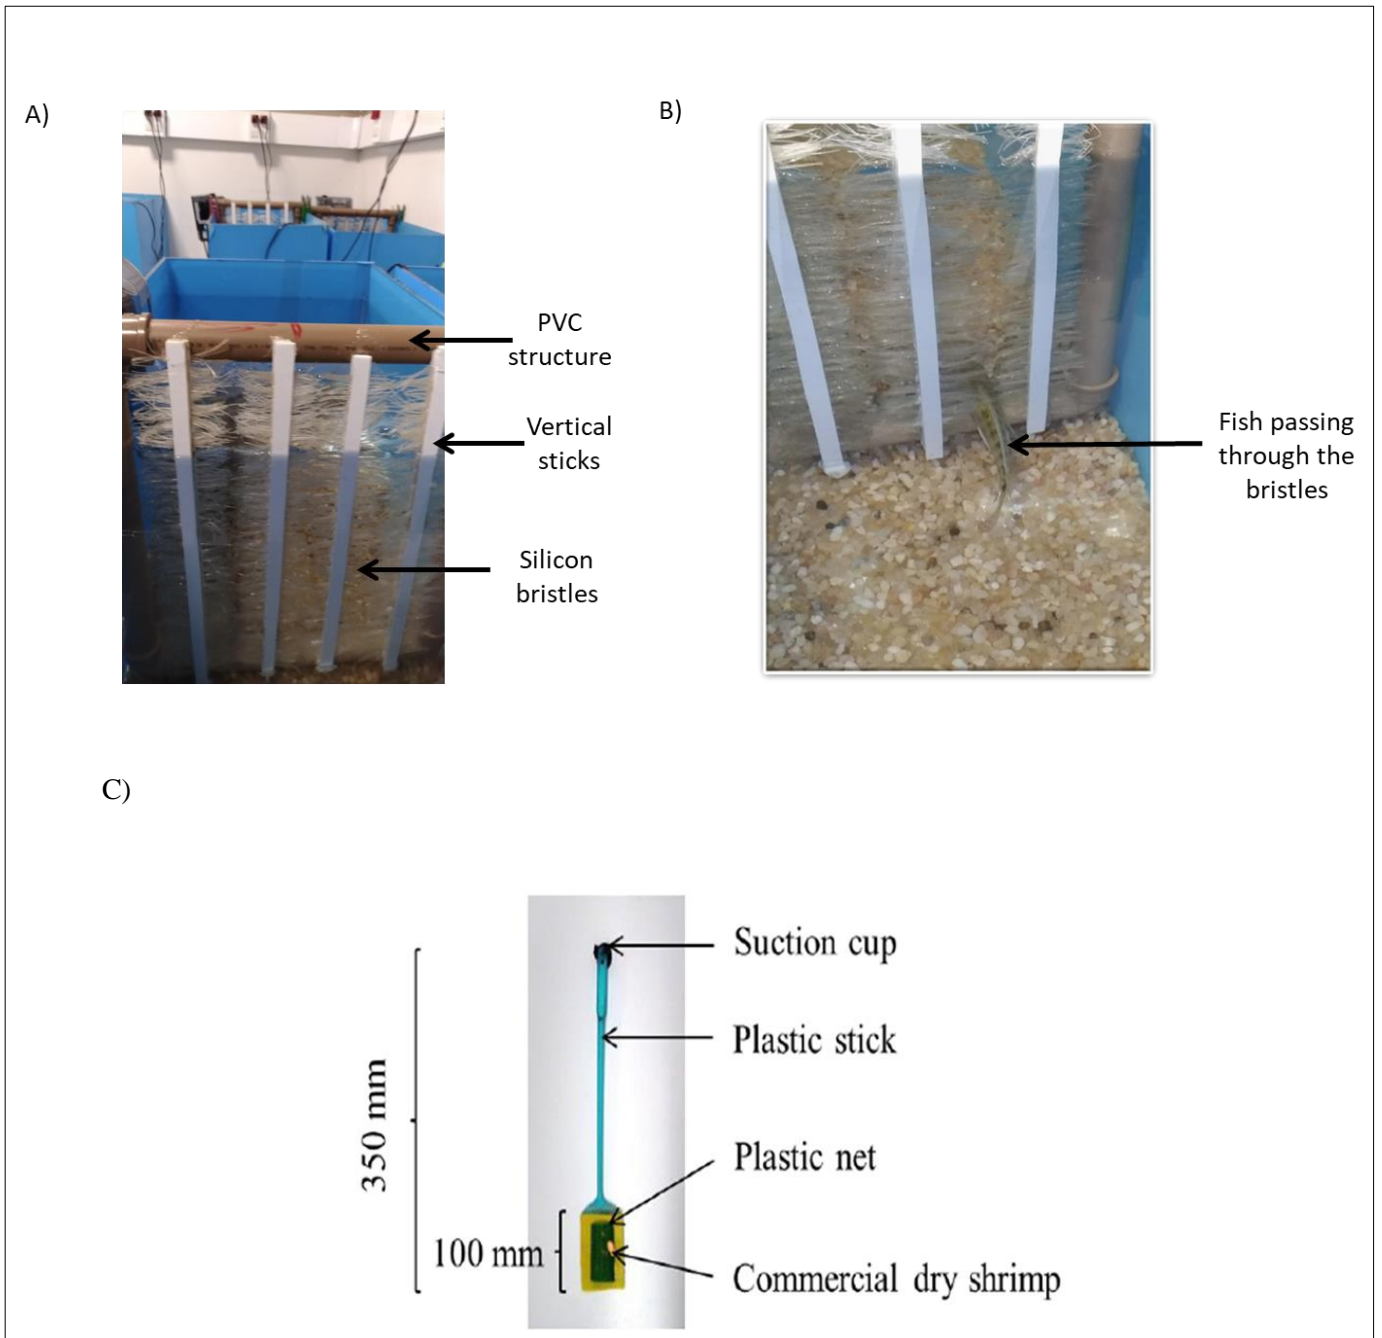 A)
B)
PVC
structure
Vertical
sticks
Silicon
bristles
Fish passing
through the
bristles
C)
Suction cup
Plastic stick
350 mm
Plastic net
100 mm
Commercial dry shrimp